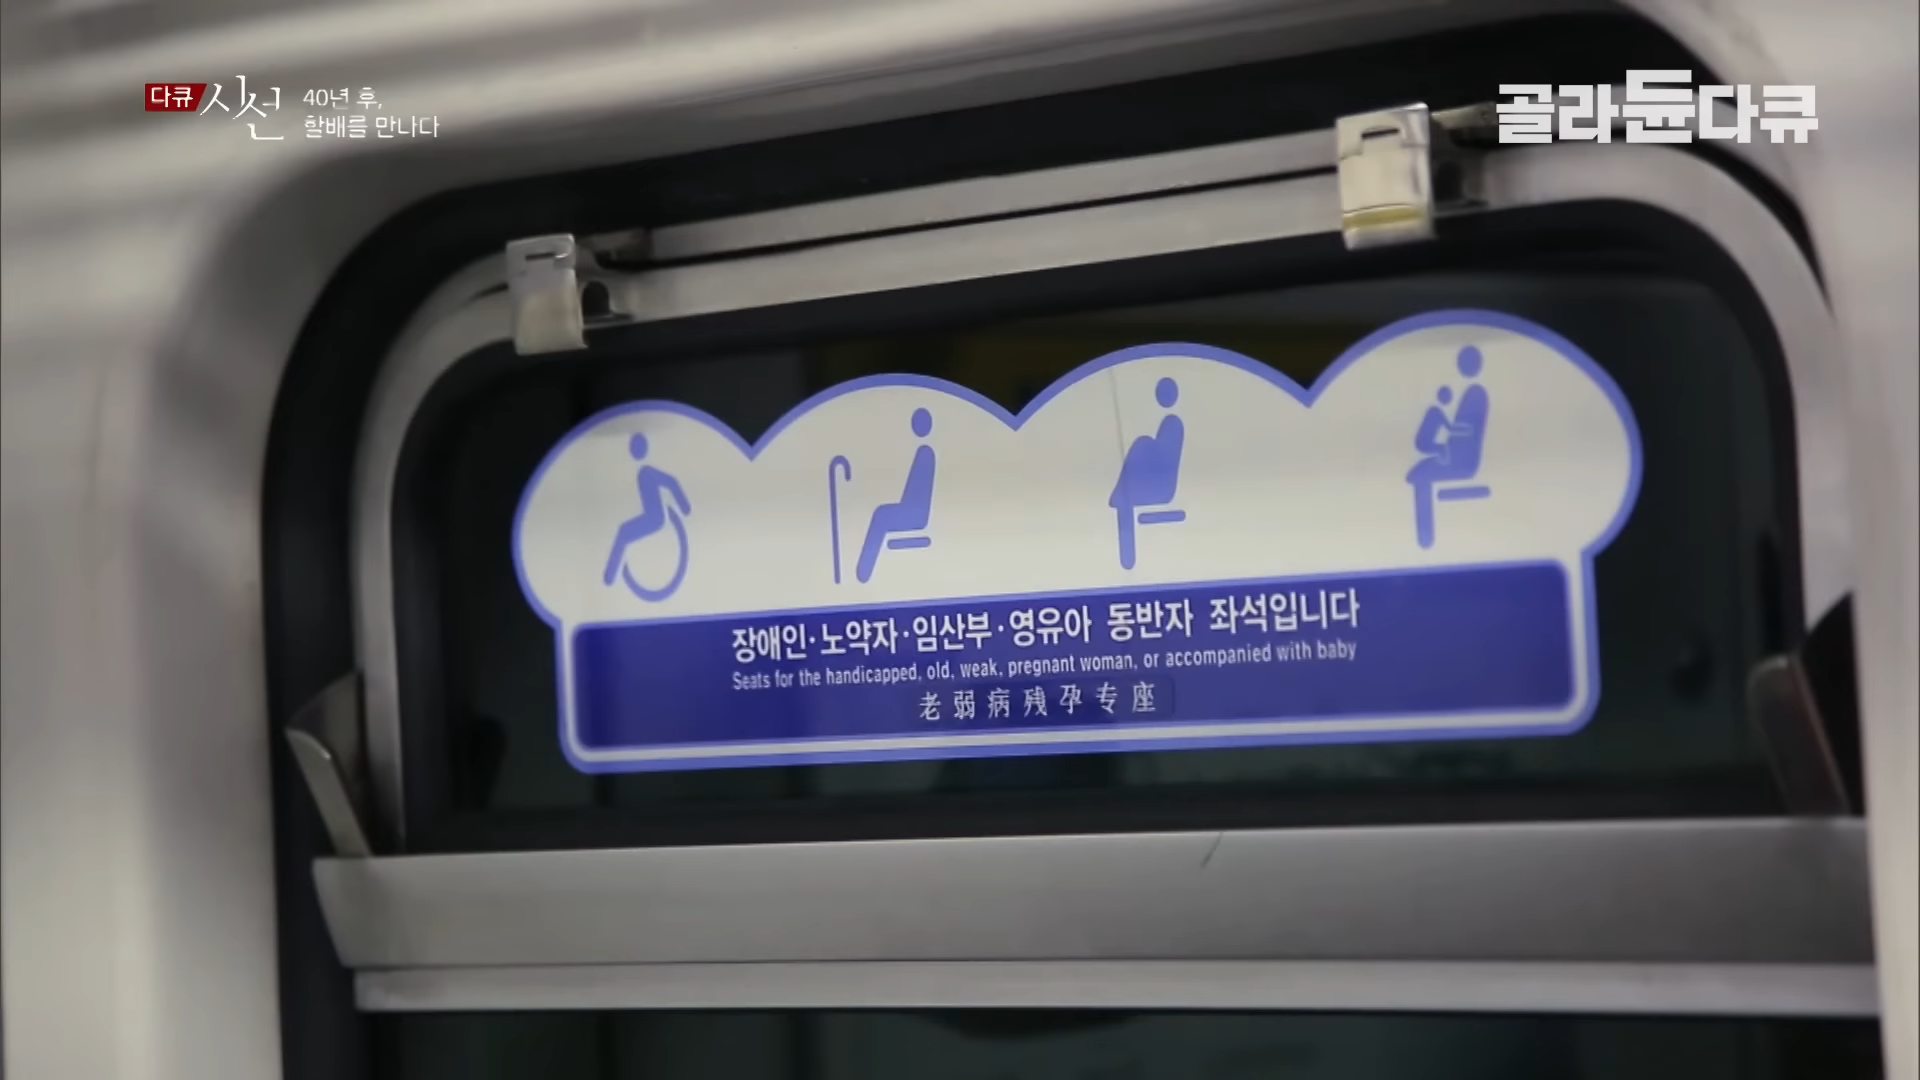 다큐 시선
40년 후,
할배를 만나다
골라듄다큐
장애인·노약자·임산부·영유아 동반자 좌석입니다
Seats for the handicapped, old, weak, pregnant woman, or accompanied with baby
老弱病残孕专座